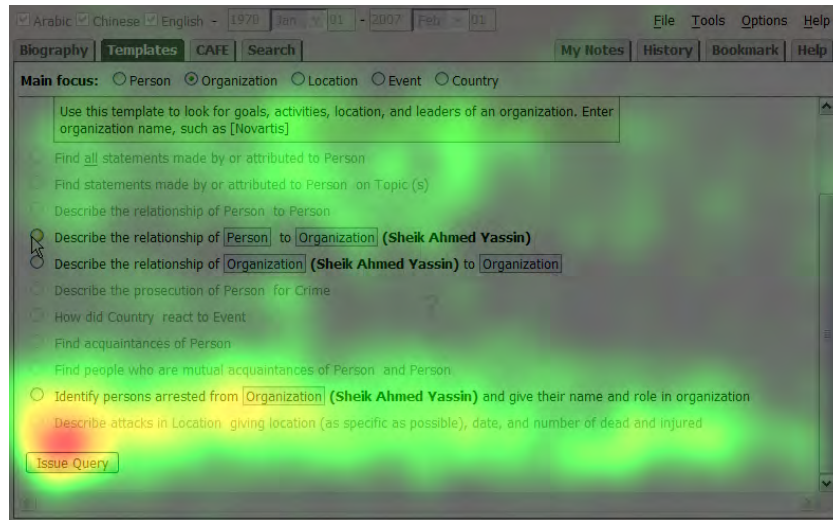 Arabic Chinese English - 1978 Jan 01 - 2007 Feb 01 File Tools Options Help
Biography Templates CAFE Search My Notes History Bookmark Help
Main focus: Person Organization Location Event Country
Use this template to look for goals, activities, location, and leaders of an organization. Enter
organization name, such as [Novartis]
Find all statements made by or attributed to Person
Find statements made by or attributed to Person on Topic (s)
Describe the relationship of Person to Person
Describe the relationship of Person to Organization (Sheik Ahmed Yassin)
Describe the relationship of Organization (Sheik Ahmed Yassin) to Organization
Describe the prosecution of Person for Crime
How did Country react to Event
Find acquaintances of Person
Find people who are mutual acquaintances of Person and Person
Identify persons arrested from Organization (Sheik Ahmed Yassin) and give their name and role in organization
Describe attacks in Location giving location (as specific as possible), date, and number of dead and injured
Issue Query